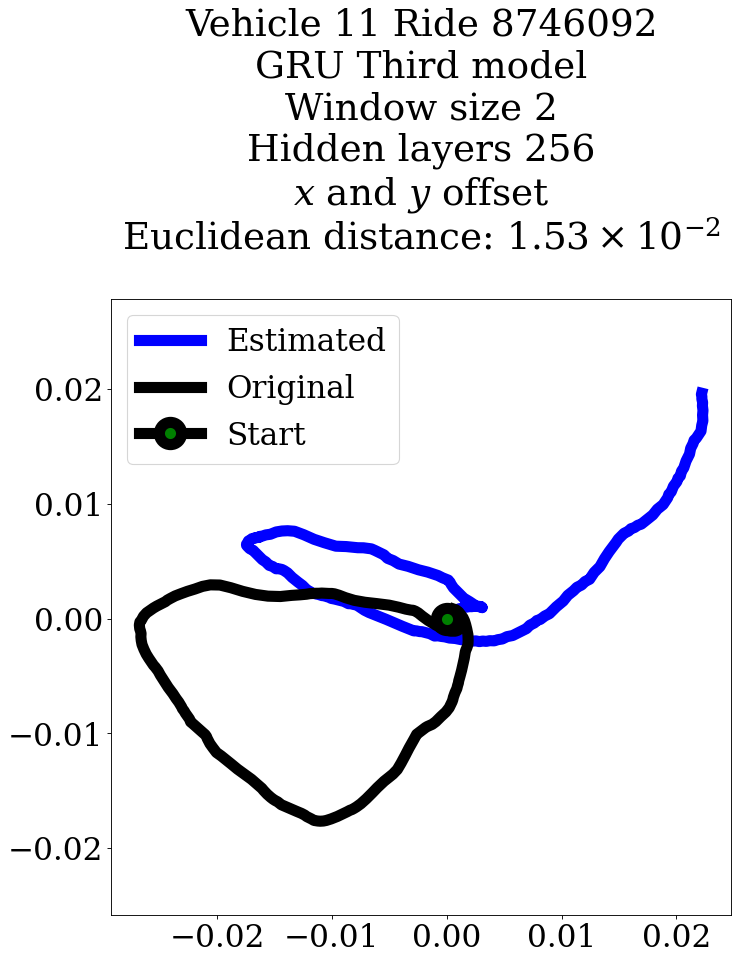 Vehicle 11 Ride 8746092
GRU Third model
Window size 2
Hidden layers 256
x and y offset
Euclidean distance: 1.53 × 10⁻²
Estimated
Original
Start
0.02
0.01
0.00
−0.01
−0.02
−0.02 −0.01 0.00 0.01 0.02